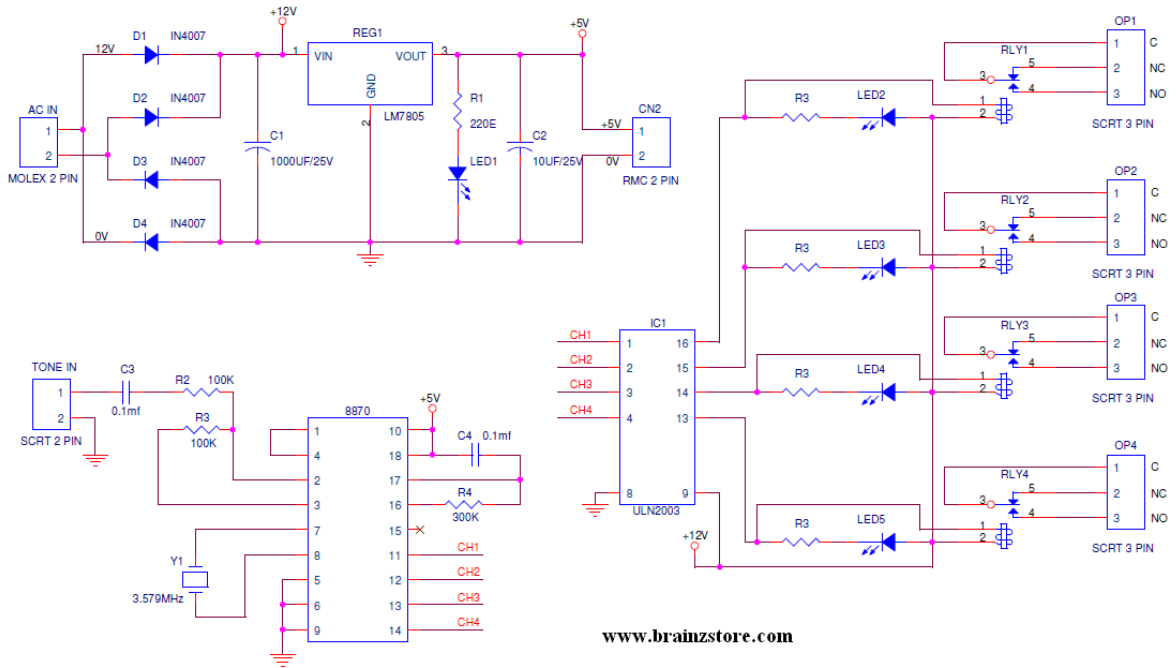 +12V
+5V
D1 IN4007
12V
REG1
1 VIN VOUT 3
GND
2
LM7805
D2 IN4007
AC IN
1
2
MOLEX 2 PIN
D3 IN4007
D4 IN4007
0V
C1
1000UF/25V
R1
220E
LED1
C2
10UF/25V
CN2
+5V 1
0V 2
RMC 2 PIN
OP1
RLY1
1 C
5 2 NC
3
4 3 NO
1
2
SCRT 3 PIN
R3 LED2
OP2
RLY2
1 C
5 2 NC
3
4 3 NO
1
2
SCRT 3 PIN
R3 LED3
OP3
RLY3
1 C
5 2 NC
3
4 3 NO
1
2
SCRT 3 PIN
R3 LED4
OP4
RLY4
1 C
5 2 NC
3
4 3 NO
1
2
SCRT 3 PIN
R3 LED5
IC1
CH1 1 16
CH2 2 15
CH3 3 14
CH4 4 13
8 9
ULN2003
+12V
TONE IN
1
2
SCRT 2 PIN
C3
0.1mf
R2 100K
R3
100K
8870
+5V
1 10
4 18
2 17
3 16
7 15
8 11 CH1
5 12 CH2
6 13 CH3
9 14 CH4
C4 0.1mf
R4
300K
Y1
3.579MHz
www.brainzstore.com